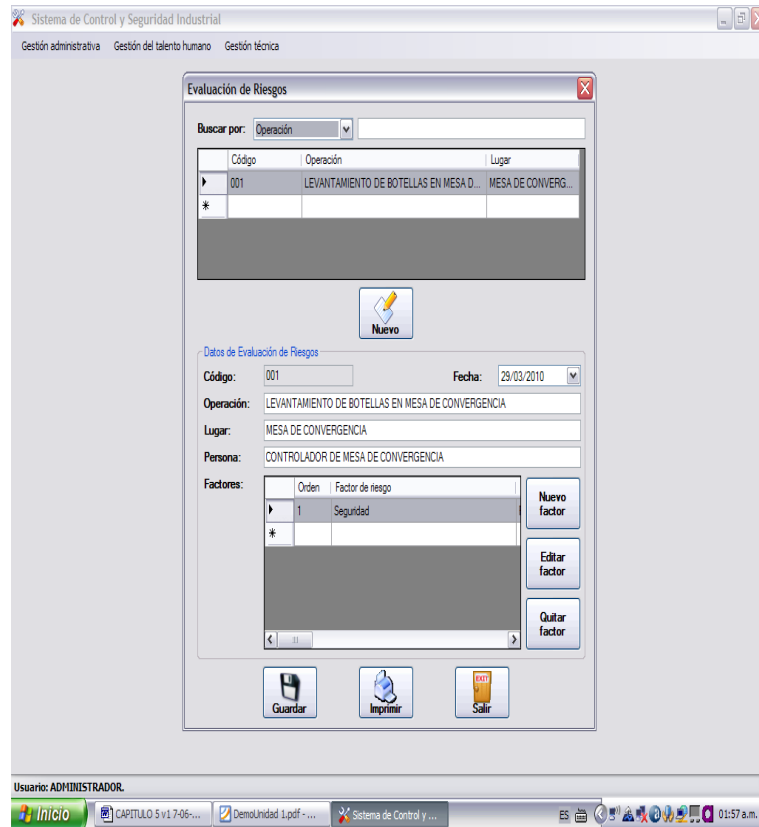 Sistema de Control y Seguridad Industrial
Gestión administrativa Gestión del talento humano Gestión técnica
Evaluación de Riesgos
Buscar por: Operación
Código Operación Lugar
001 LEVANTAMIENTO DE BOTELLAS EN MESA D... MESA DE CONVERG...
Nuevo
Datos de Evaluación de Riesgos
Código: 001 Fecha: 29/03/2010
Operación: LEVANTAMIENTO DE BOTELLAS EN MESA DE CONVERGENCIA
Lugar: MESA DE CONVERGENCIA
Persona: CONTROLADOR DE MESA DE CONVERGENCIA
Factores: Orden Factor de riesgo
1 Seguridad
Nuevo factor
Editar factor
Quitar factor
Guardar Imprimir EXIT Salir
Usuario: ADMINISTRADOR.
Inicio CAPITULO 5 v1 7-06-... DemoUnidad 1.pdf - ... Sistema de Control y ... ES 01:57 a.m.